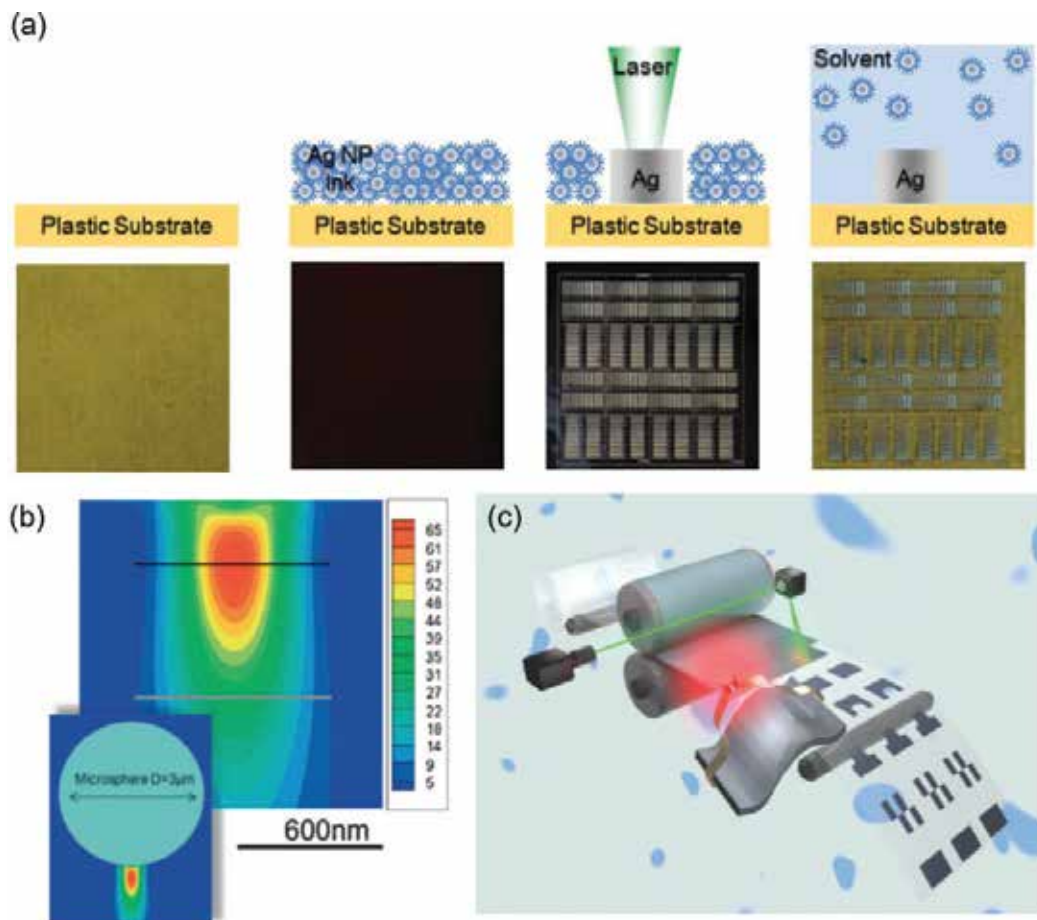 (a)
Laser
Solvent
Ag NP
Ink
Ag
Ag
Plastic Substrate
Plastic Substrate
Plastic Substrate
Plastic Substrate
(b)
65
61
57
52
48
44
39
35
31
27
22
18
14
9
5
Microsphere D=3μm
600nm
(c)